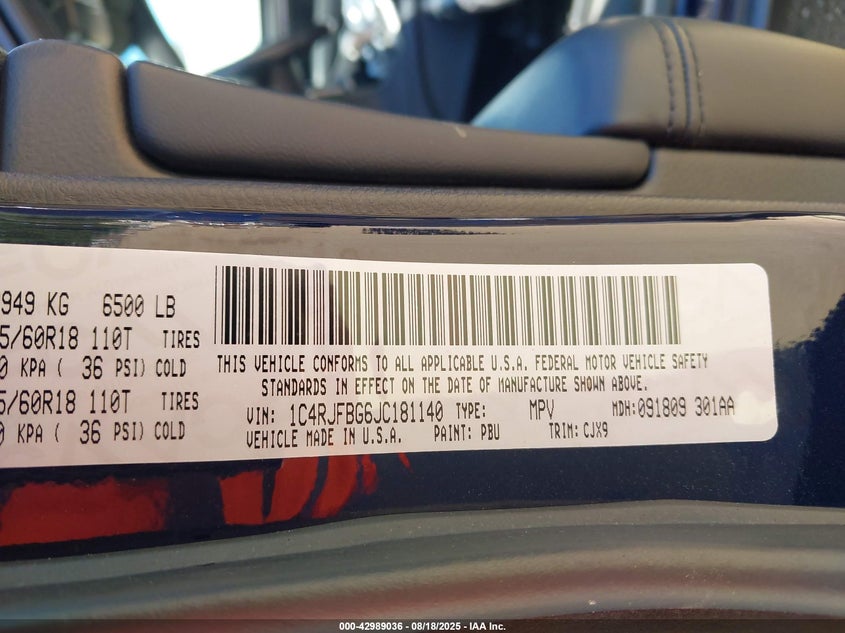 949 KG 6500 LB
5/60R18 110T TIRES
0 KPA ( 36 PSI) COLD
5/60R18 110T TIRES
0 KPA ( 36 PSI) COLD
THIS VEHICLE CONFORMS TO ALL APPLICABLE U.S.A. FEDERAL MOTOR VEHICLE SAFETY
STANDARDS IN EFFECT ON THE DATE OF MANUFACTURE SHOWN ABOVE.
VIN: 1C4RJFBG6JC181140 TYPE: MPV MDH:091809 301AA
VEHICLE MADE IN U.S.A. PAINT: PBU TRIM: CJX9
000-42989036 - 08/18/2025 - IAA Inc.